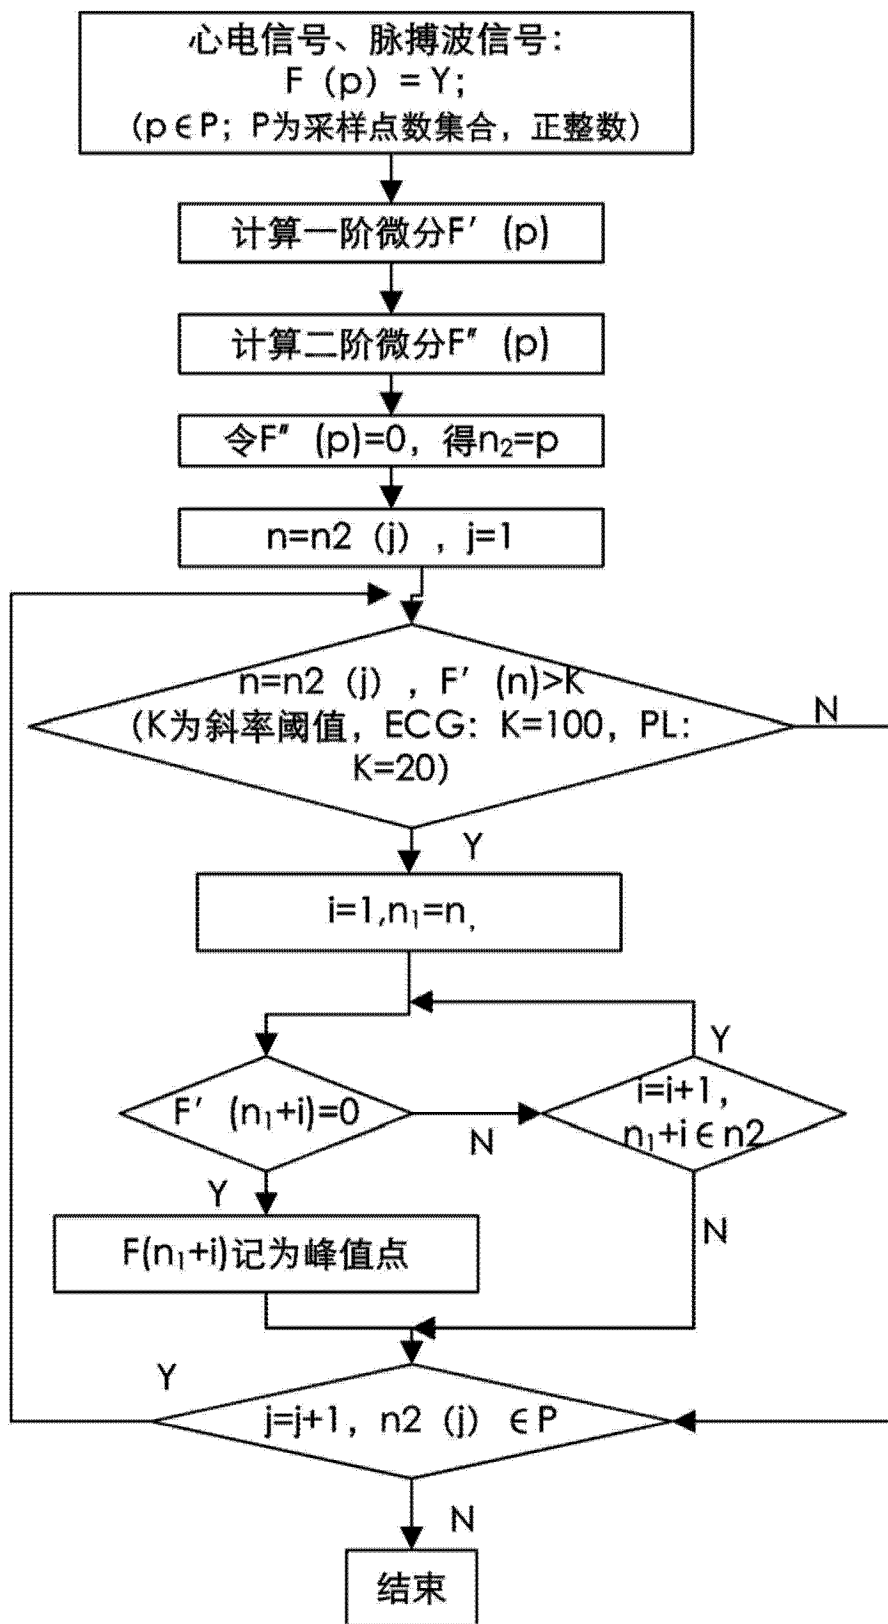 心电信号、脉搏波信号：
F（p）= Y；
（p∈P；P为采样点数集合，正整数）
计算一阶微分F′（p）
计算二阶微分F″（p）
令F″（p)=0，得n₂=p
n=n2（j），j=1
n=n2（j），F′（n)>K
（K为斜率阈值，ECG：K=100，PL：
K=20）
N
Y
i=1,n₁=n,
Y
F′（n₁+i)=0
i=i+1，
n₁+i∈n2
N
Y
N
F(n₁+i)记为峰值点
Y
j=j+1，n2（j）∈P
N
结束